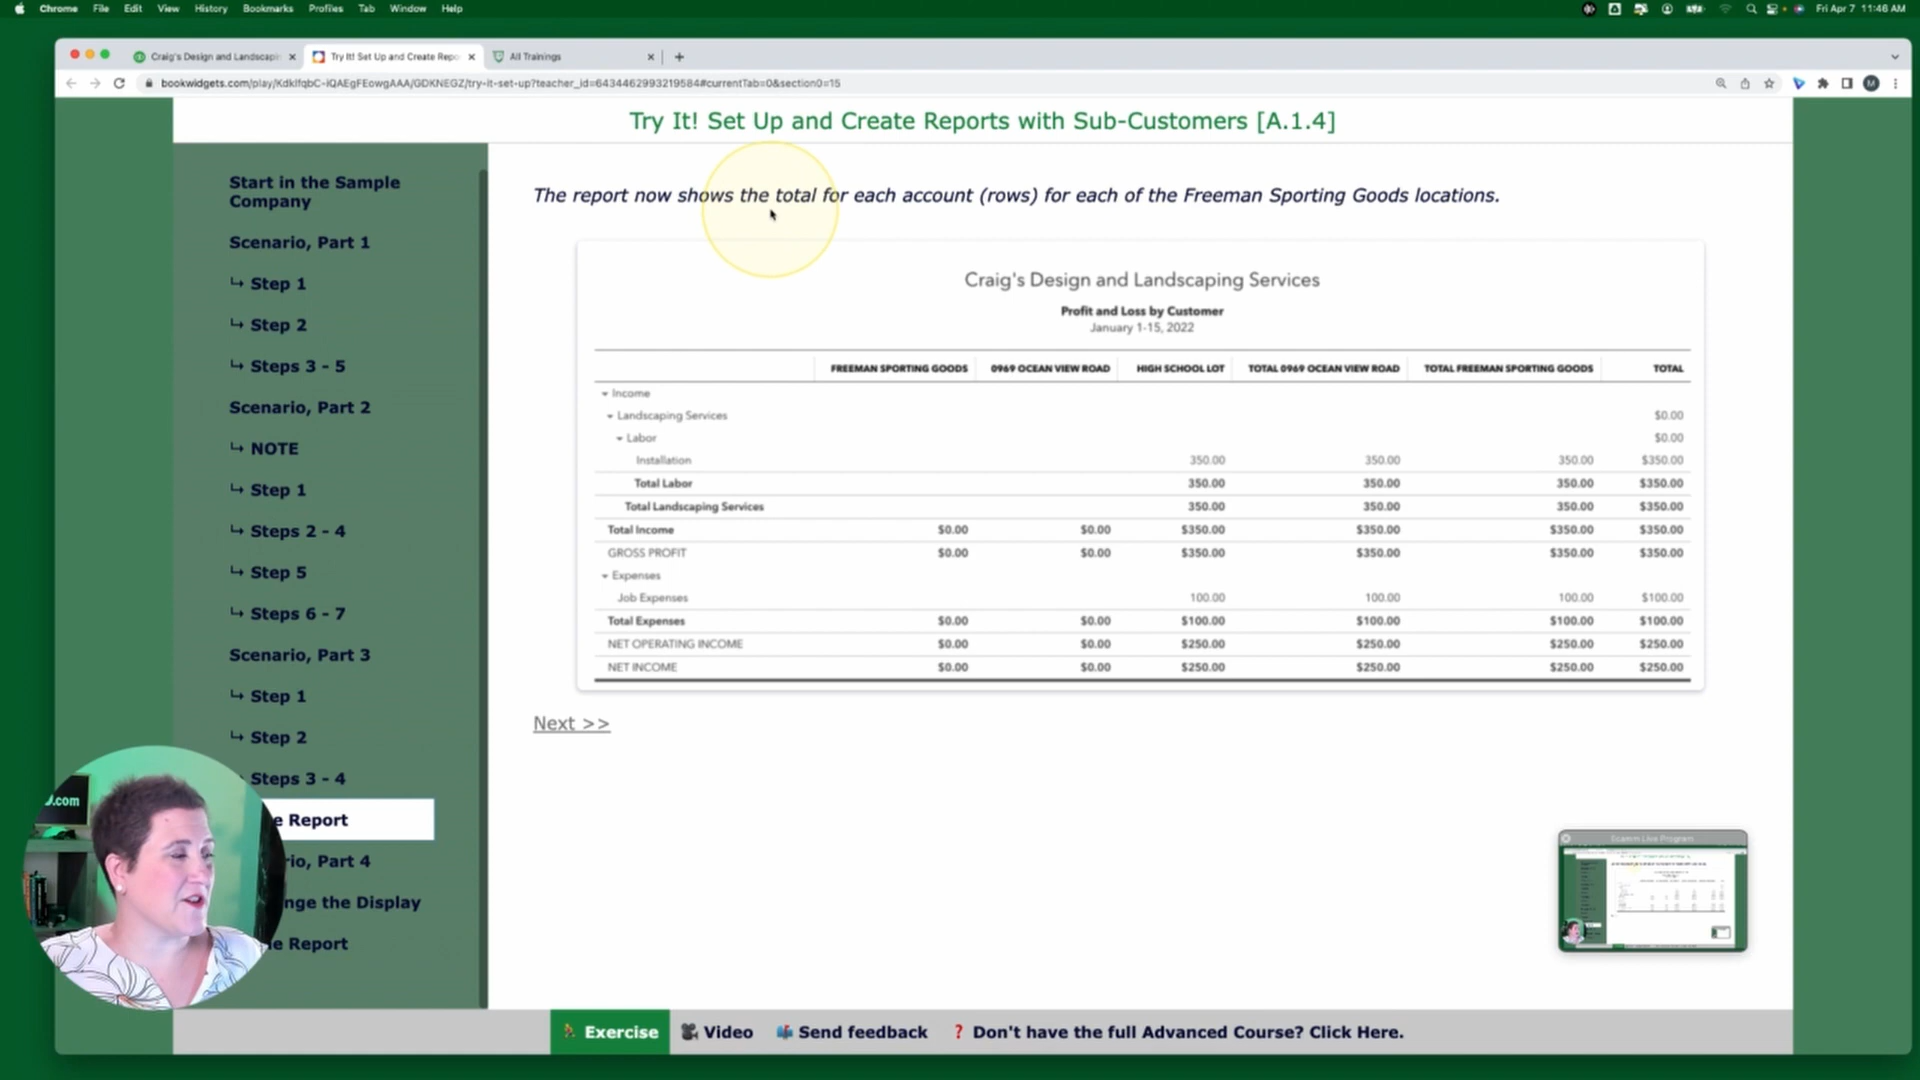 Chrome File Edit View History Bookmarks Profiles Tab Window Help
Fri Apr 7 11:46 AM
Craig's Design and Landscapin
Try It! Set Up and Create Repo
All Trainings
bookwidgets.com/play/KdkIfqbC-iQAEgFEowgAAA/GDKNEGZ/try-it-set-up?teacher_id=6434462993219584#currentTab=0&section0=15
M
Try It! Set Up and Create Reports with Sub-Customers [A.1.4]
Start in the Sample
Company
Scenario, Part 1
↳ Step 1
↳ Step 2
↳ Steps 3 - 5
Scenario, Part 2
↳ NOTE
↳ Step 1
↳ Steps 2 - 4
↳ Step 5
↳ Steps 6 - 7
Scenario, Part 3
↳ Step 1
↳ Step 2
Steps 3 - 4
e Report
rio, Part 4
nge the Display
e Report
.com
The report now shows the total for each account (rows) for each of the Freeman Sporting Goods locations.
Craig's Design and Landscaping Services
Profit and Loss by Customer
January 1-15, 2022
FREEMAN SPORTING GOODS 0969 OCEAN VIEW ROAD HIGH SCHOOL LOT TOTAL 0969 OCEAN VIEW ROAD TOTAL FREEMAN SPORTING GOODS TOTAL
Income
Landscaping Services $0.00
Labor $0.00
Installation 350.00 350.00 350.00 $350.00
Total Labor 350.00 350.00 350.00 $350.00
Total Landscaping Services 350.00 350.00 350.00 $350.00
Total Income $0.00 $0.00 $350.00 $350.00 $350.00 $350.00
GROSS PROFIT $0.00 $0.00 $350.00 $350.00 $350.00 $350.00
Expenses
Job Expenses 100.00 100.00 100.00 $100.00
Total Expenses $0.00 $0.00 $100.00 $100.00 $100.00 $100.00
NET OPERATING INCOME $0.00 $0.00 $250.00 $250.00 $250.00 $250.00
NET INCOME $0.00 $0.00 $250.00 $250.00 $250.00 $250.00
Next >>
Ecamm Live Program
Exercise Video Send feedback ? Don't have the full Advanced Course? Click Here.